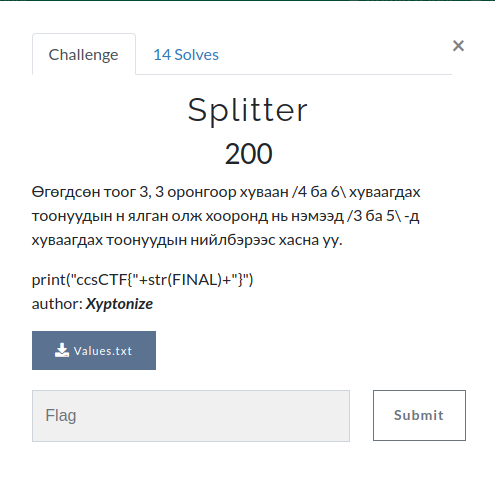 Challenge
14 Solves
×
Splitter
200
Өгөгдсөн тоог 3, 3 оронгоор хуваан /4 ба 6\ хуваагдах
тоонуудын н ялган олж хооронд нь нэмээд /3 ба 5\ -д
хуваагдах тоонуудын нийлбэрээс хасна уу.
print("ccsCTF{"+str(FINAL)+"}")
author: Xyptonize
Values.txt
Flag
Submit